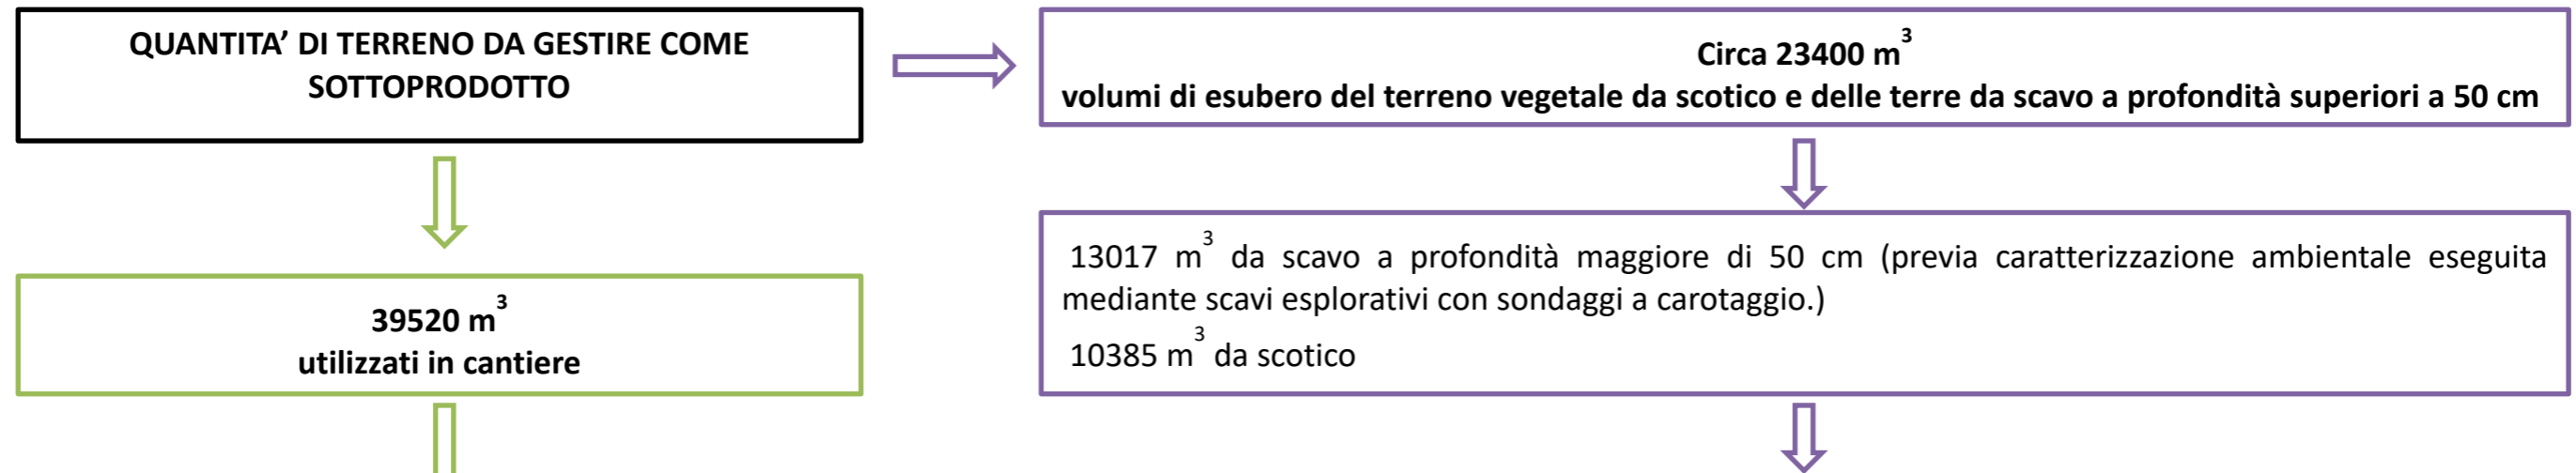 QUANTITA’ DI TERRENO DA GESTIRE COME
SOTTOPRODOTTO
Circa 23400 m³
volumi di esubero del terreno vegetale da scotico e delle terre da scavo a profondità superiori a 50 cm
39520 m³
utilizzati in cantiere
13017 m³ da scavo a profondità maggiore di 50 cm (previa caratterizzazione ambientale eseguita
mediante scavi esplorativi con sondaggi a carotaggio.)
10385 m³ da scotico